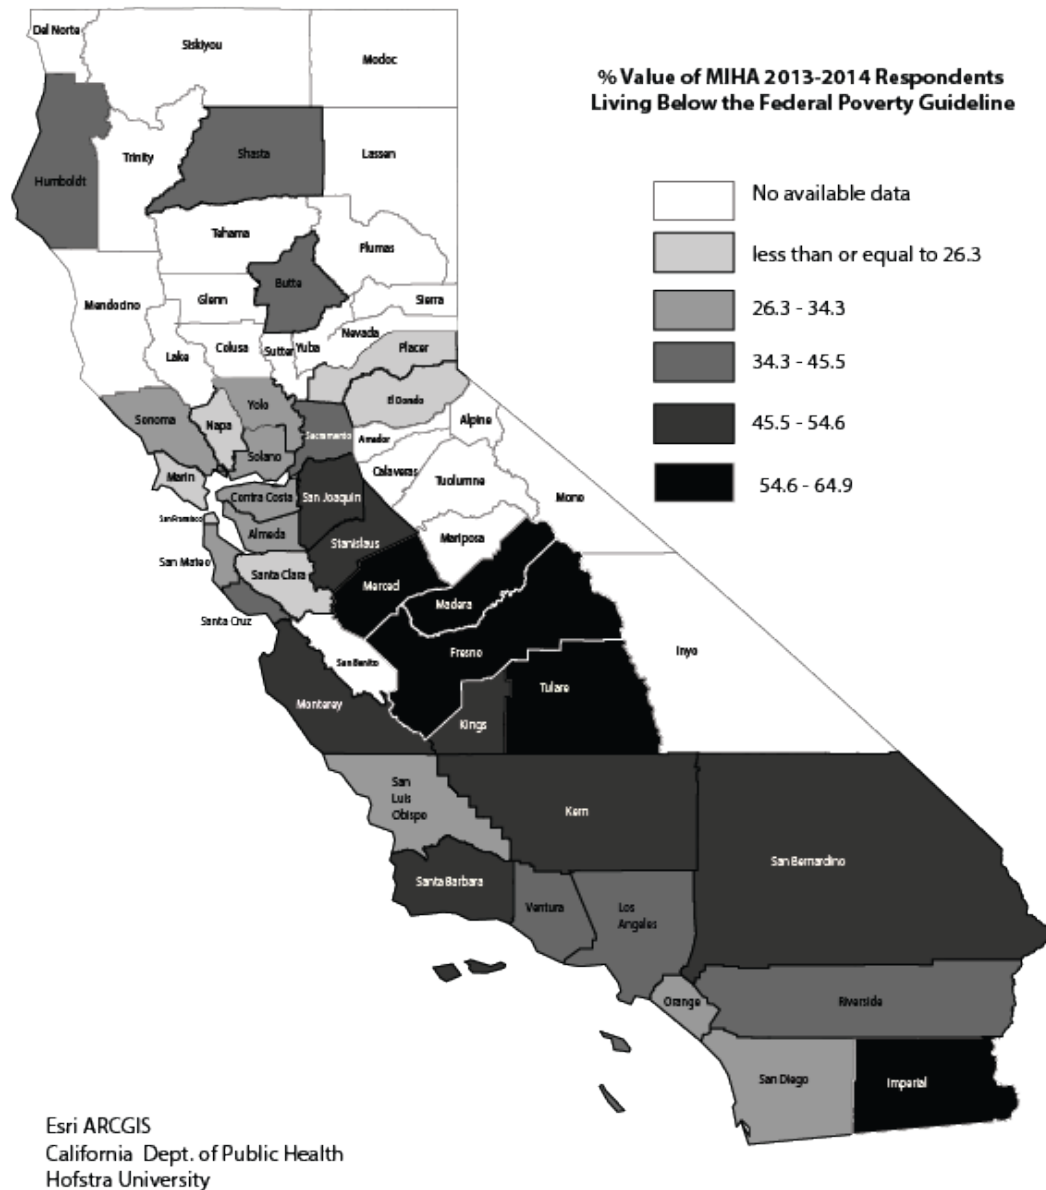 Del Norte
Siskiyou
Modoc
% Value of MIHA 2013-2014 Respondents
Living Below the Federal Poverty Guideline
Humboldt
Trinity
Shasta
Lassen
No available data
less than or equal to 26.3
26.3 - 34.3
34.3 - 45.5
45.5 - 54.6
54.6 - 64.9
Tahama
Plumas
Mendocino
Glenn
Butte
Sierra
Lake
Colusa
Sutter
Yuba
Nevada
Placer
Sonoma
Napa
Yolo
El Dondo
Sacramento
Amador
Alpine
Solano
Marin
Contra Costa
San Joaquin
Calaveras
Tuolumne
Mono
San Francisco
Almeda
Stanislaus
Mariposa
San Mateo
Santa Clara
Merced
Madera
Santa Cruz
San Benito
Fresno
Inyo
Monterey
Kings
Tulare
San
Luis
Obispo
Kern
San Bernardino
Santa Barbara
Ventura
Los
Angeles
Orange
Riverside
San Diego
Imperial
Esri ARCGIS
California Dept. of Public Health
Hofstra University